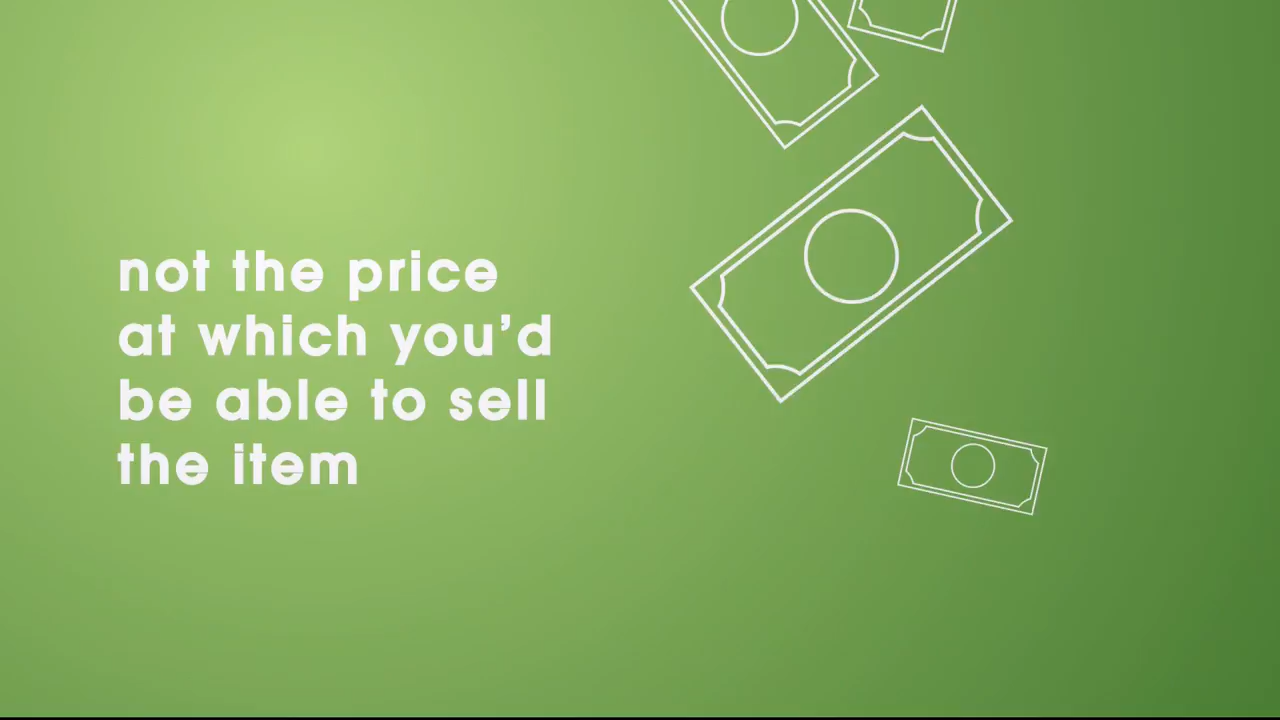 not the price
at which you’d
be able to sell
the item